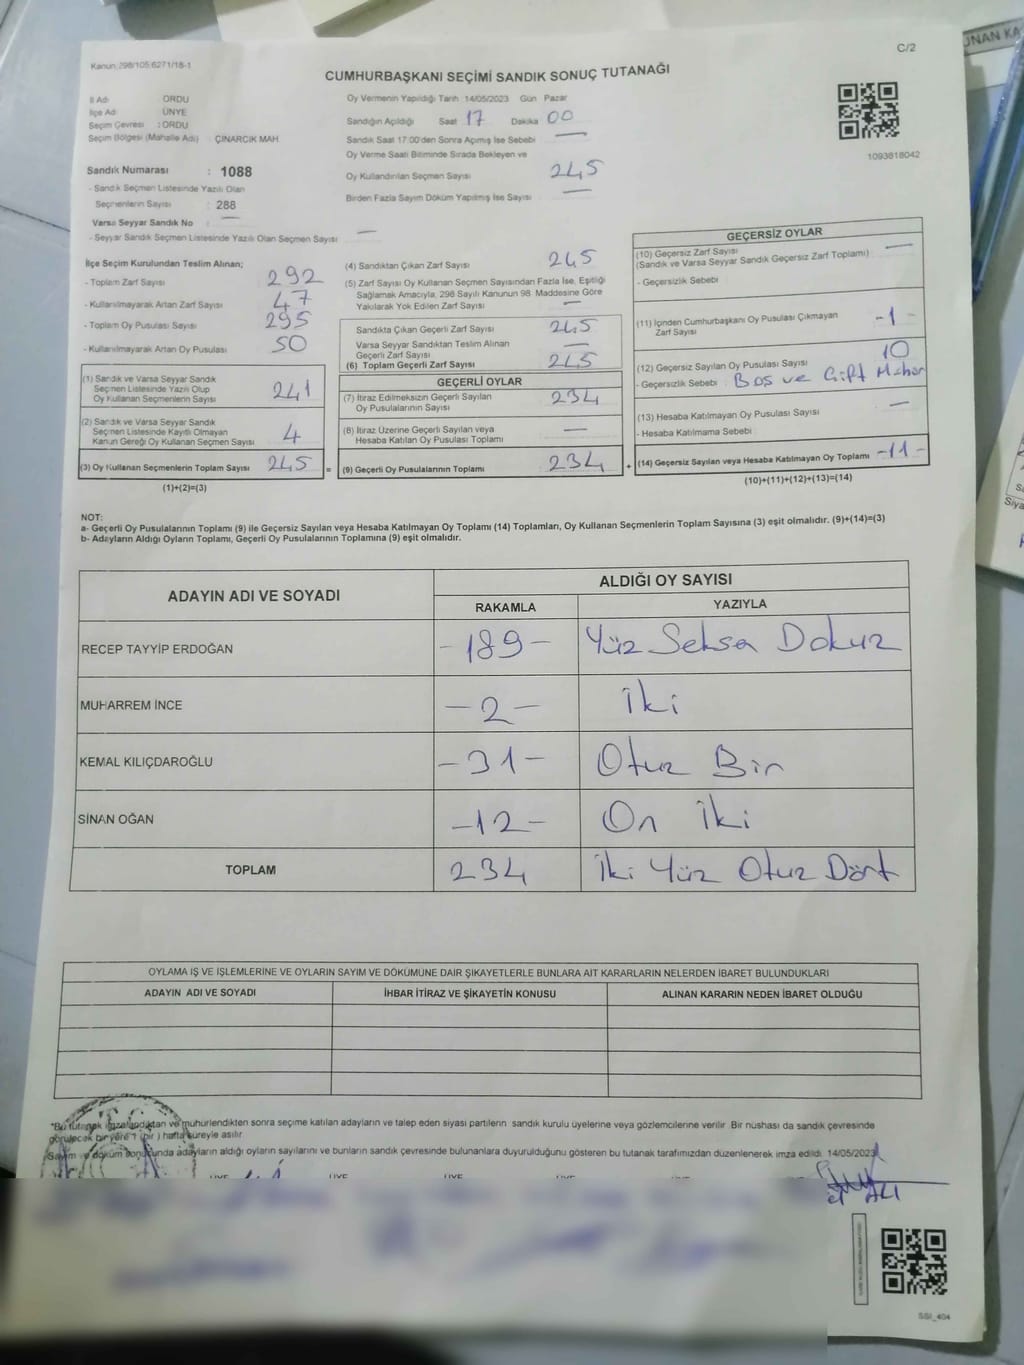 C/2
Kanun 298/105 6271/18-1
CUMHURBAŞKANI SEÇİMİ SANDIK SONUÇ TUTANAĞI
İl Adı ORDU
İlçe Adı ÜNYE
Seçim Çevresi : ORDU
Seçim Bölgesi (Mahalle Adı) : ÇINARCIK MAH
Sandık Numarası : 1088
- Sandık Seçmen Listesinde Yazılı Olan
Seçmenlerin Sayısı : 288
Varsa Seyyar Sandık No
- Seyyar Sandık Seçmen Listesinde Yazılı Olan Seçmen Sayısı
Oy Vermenin Yapıldığı Tarih 14/05/2023 Gün Pazar
Sandığın Açıldığı Saat 17 Dakika 00
Sandık Saat 17:00'den Sonra Açımış İse Sebebi
Oy Verme Saati Bitiminde Sırada Bekleyen ve
Oy Kullandırılan Seçmen Sayısı 245
Birden Fazla Sayım Döküm Yapılmış İse Sayısı
1093818042
İlçe Seçim Kurulundan Teslim Alınan;
- Toplam Zarf Sayısı 292
- Kullanılmayarak Artan Zarf Sayısı 47
- Toplam Oy Pusulası Sayısı 295
- Kullanılmayarak Artan Oy Pusulası 50
(1) Sandık ve Varsa Seyyar Sandık
Seçmen Listesinde Yazılı Olup
Oy Kullanan Seçmenlerin Sayısı 241
(2) Sandık ve Varsa Seyyar Sandık
Seçmen Listesinde Kayıtlı Olmayan
Kanun Gereği Oy Kullanan Seçmen Sayısı 4
(3) Oy Kullanan Seçmenlerin Toplam Sayısı 245 =
(1)+(2)=(3)
(4) Sandıktan Çıkan Zarf Sayısı 245
(5) Zarf Sayısı Oy Kullanan Seçmen Sayısından Fazla İse, Eşitliği
Sağlamak Amacıyla, 298 Sayılı Kanunun 98. Maddesine Göre
Yakılarak Yok Edilen Zarf Sayısı
Sandıkta Çıkan Geçerli Zarf Sayısı 245
Varsa Seyyar Sandıktan Teslim Alınan
Geçerli Zarf Sayısı
(6) Toplam Geçerli Zarf Sayısı 245
GEÇERLİ OYLAR
(7) İtiraz Edilmeksizin Geçerli Sayılan
Oy Pusulalarının Sayısı 234
(8) İtiraz Üzerine Geçerli Sayılan veya
Hesaba Katılan Oy Pusulası Toplamı
(9) Geçerli Oy Pusulalarının Toplamı 234 +
GEÇERSİZ OYLAR
(10) Geçersiz Zarf Sayısı
(Sandık ve Varsa Seyyar Sandık Geçersiz Zarf Toplamı)
- Geçersizlik Sebebi
(11) İçinden Cumhurbaşkanı Oy Pusulası Çıkmayan
Zarf Sayısı -1-
(12) Geçersiz Sayılan Oy Pusulası Sayısı 10
- Geçersizlik Sebebi Bos ve Çift Mühür
(13) Hesaba Katılmayan Oy Pusulası Sayısı
- Hesaba Katılmama Sebebi
(14) Geçersiz Sayılan veya Hesaba Katılmayan Oy Toplamı -11-
(10)+(11)+(12)+(13)=(14)
NOT:
a- Geçerli Oy Pusulalarının Toplamı (9) ile Geçersiz Sayılan veya Hesaba Katılmayan Oy Toplamı (14) Toplamları, Oy Kullanan Seçmenlerin Toplam Sayısına (3) eşit olmalıdır. (9)+(14)=(3)
b- Adayların Aldığı Oyların Toplamı, Geçerli Oy Pusulalarının Toplamına (9) eşit olmalıdır.
ADAYIN ADI VE SOYADI ALDIĞI OY SAYISI
RAKAMLA YAZIYLA
RECEP TAYYİP ERDOĞAN -189- Yüz Seksa Dokuz
MUHARREM İNCE -2- İki
KEMAL KILIÇDAROĞLU -31- Otuz Bir
SİNAN OĞAN -12- On İki
TOPLAM 234 İki Yüz Otuz Dört
OYLAMA İŞ VE İŞLEMLERİNE VE OYLARIN SAYIM VE DÖKÜMÜNE DAİR ŞİKAYETLERLE BUNLARA AİT KARARLARIN NELERDEN İBARET BULUNDUKLARI
ADAYIN ADI VE SOYADI İHBAR İTİRAZ VE ŞİKAYETİN KONUSU ALINAN KARARIN NEDEN İBARET OLDUĞU
*Bu tutanak imzalandıktan ve mühürlendikten sonra seçime katılan adayların ve talep eden siyasi partilerin sandık kurulu üyelerine veya gözlemcilerine verilir. Bir nüshası da sandık çevresinde
görülecek bir yere 1 (bir) hafta süreyle asılır.
Sayım ve döküm sonucunda adayların aldığı oyların sayılarını ve bunların sandık çevresinde bulunanlara duyurulduğunu gösteren bu tutanak tarafımızdan düzenlenerek imza edildi. 14/05/2023
ÜYE ÜYE ÜYE ÜYE ÜYE
SSI_404